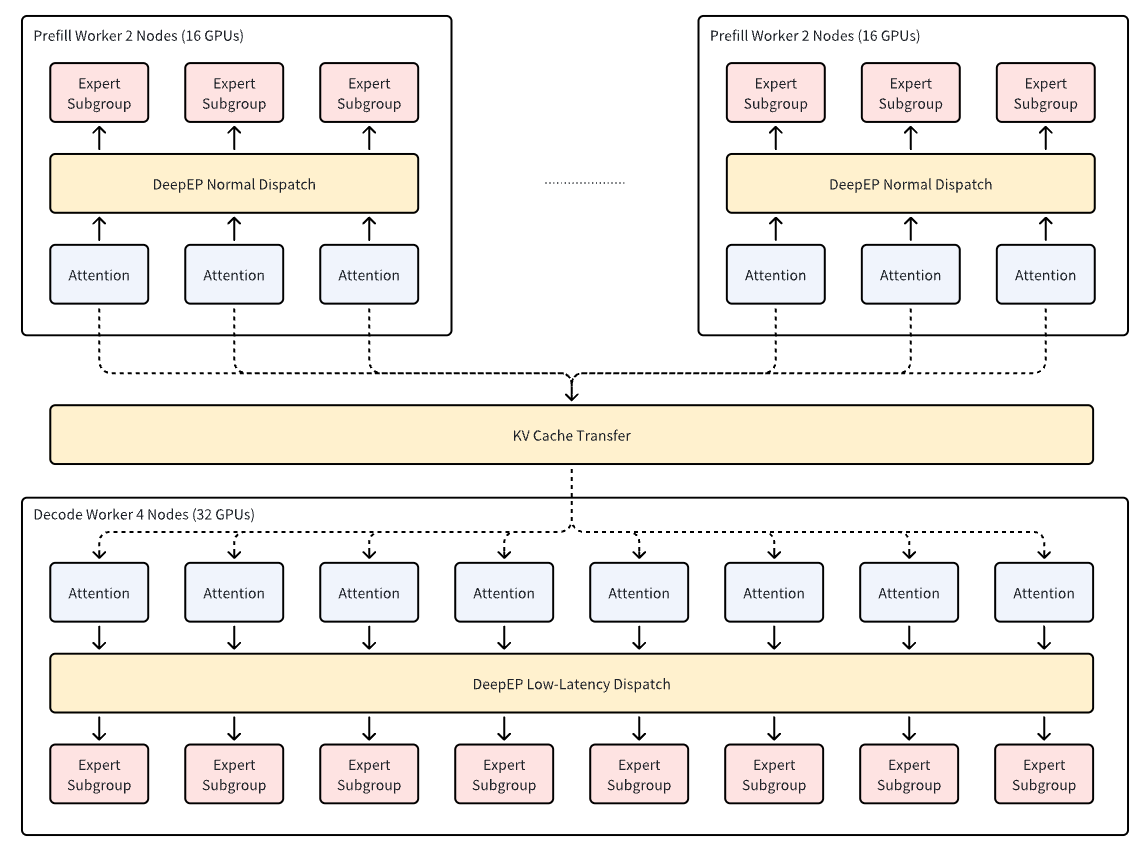 Prefill Worker 2 Nodes (16 GPUs)
Expert
Subgroup
Expert
Subgroup
Expert
Subgroup
DeepEP Normal Dispatch
Attention
Attention
Attention
Prefill Worker 2 Nodes (16 GPUs)
Expert
Subgroup
Expert
Subgroup
Expert
Subgroup
DeepEP Normal Dispatch
Attention
Attention
Attention
KV Cache Transfer
Decode Worker 4 Nodes (32 GPUs)
Attention
Attention
Attention
Attention
Attention
Attention
Attention
Attention
DeepEP Low-Latency Dispatch
Expert
Subgroup
Expert
Subgroup
Expert
Subgroup
Expert
Subgroup
Expert
Subgroup
Expert
Subgroup
Expert
Subgroup
Expert
Subgroup